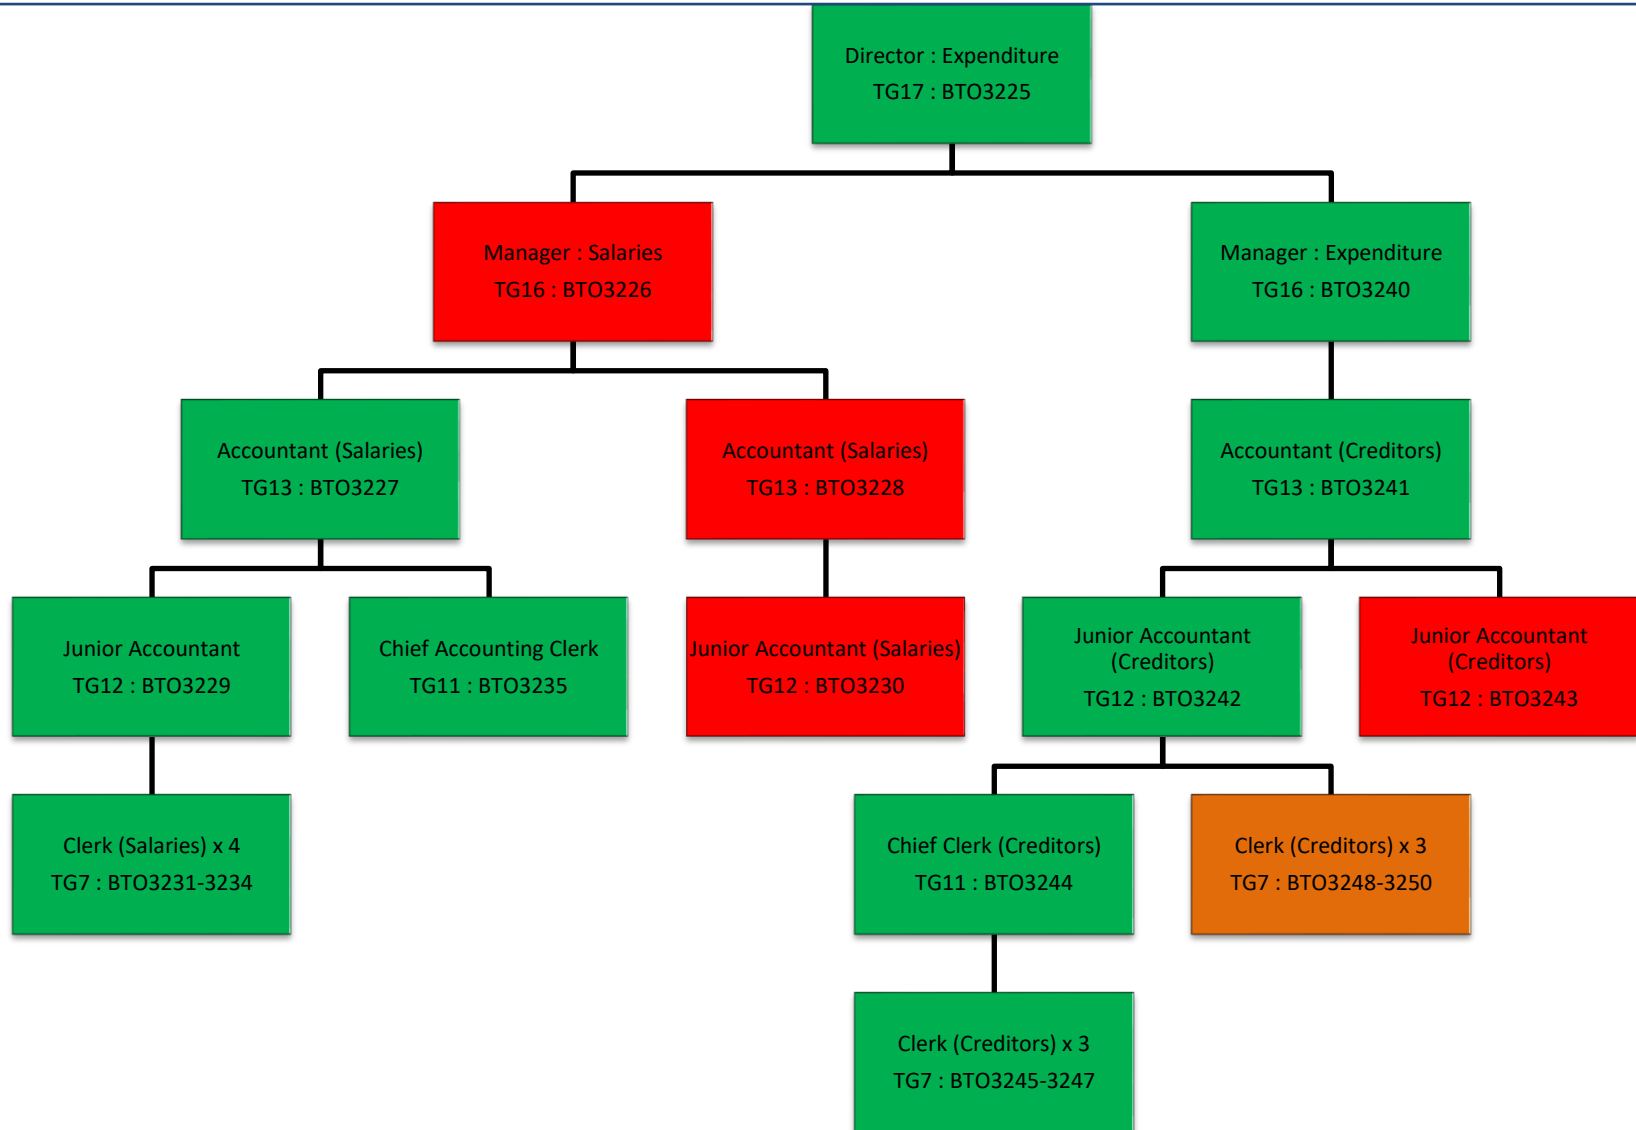 Director : Expenditure
TG17 : BTO3225
Manager : Salaries
TG16 : BTO3226
Manager : Expenditure
TG16 : BTO3240
Accountant (Salaries)
TG13 : BTO3227
Accountant (Salaries)
TG13 : BTO3228
Accountant (Creditors)
TG13 : BTO3241
Junior Accountant
TG12 : BTO3229
Chief Accounting Clerk
TG11 : BTO3235
Junior Accountant (Salaries)
TG12 : BTO3230
Junior Accountant
(Creditors)
TG12 : BTO3242
Junior Accountant
(Creditors)
TG12 : BTO3243
Clerk (Salaries) x 4
TG7 : BTO3231-3234
Chief Clerk (Creditors)
TG11 : BTO3244
Clerk (Creditors) x 3
TG7 : BTO3248-3250
Clerk (Creditors) x 3
TG7 : BTO3245-3247